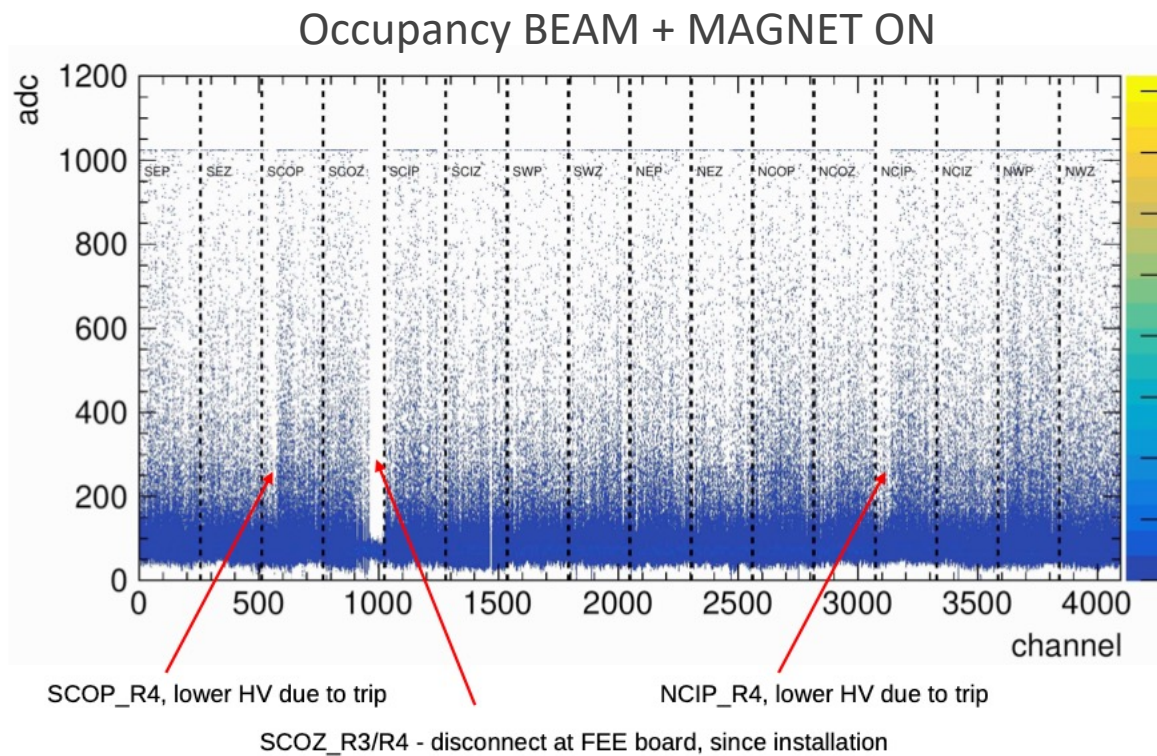 Occupancy BEAM + MAGNET ON
adc
1200
1000
800
600
400
200
0
SEP SEZ SCOP SCOZ SCIP SCIZ SWP SWZ NEP NEZ NCOP NCOZ NCIP NCIZ NWP NWZ
0 500 1000 1500 2000 2500 3000 3500 4000
channel
SCOP_R4, lower HV due to trip
NCIP_R4, lower HV due to trip
SCOZ_R3/R4 - disconnect at FEE board, since installation